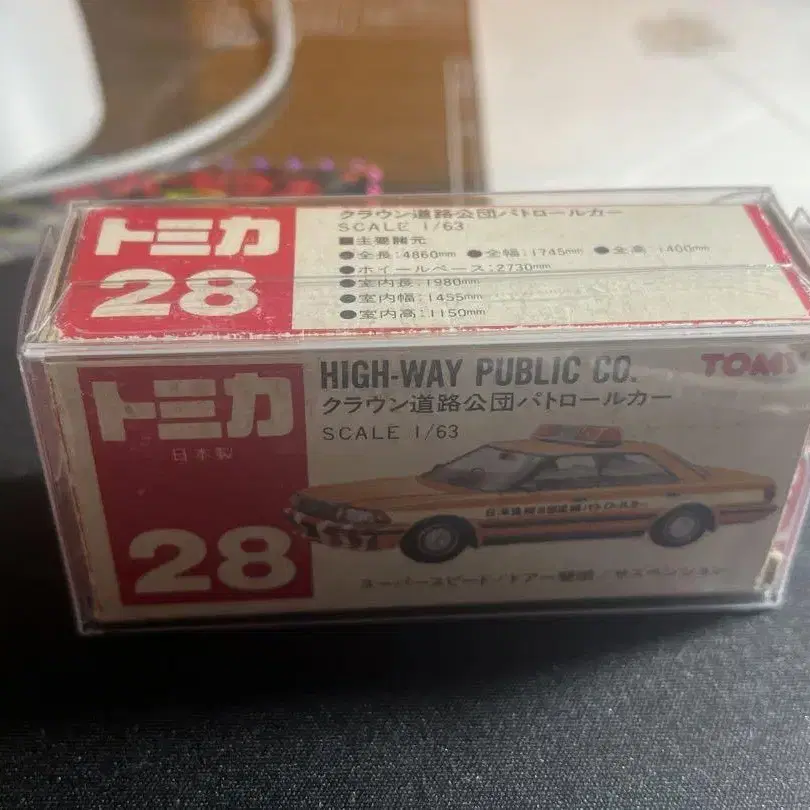 トミカ
28
クラウン道路公団パトロールカー
SCALE 1/63
■主要諸元
●全長:4860mm ●全幅:1745mm ●全高:1400mm
●ホイールベース:2730mm
●室内長:1980mm
●室内幅:1455mm
●室内高:1150mm
トミカ
日本製
28
HIGH-WAY PUBLIC CO.
TOMY
クラウン道路公団パトロールカー
SCALE 1/63